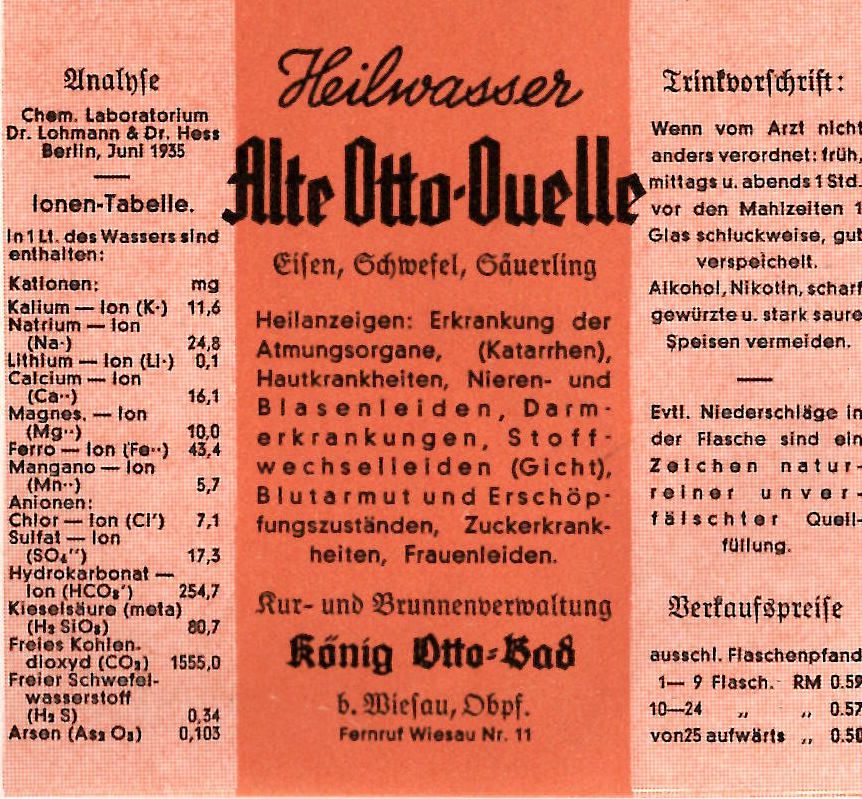 Analyse
Chem. Laboratorium
Dr. Lohmann & Dr. Hess
Berlin, Juni 1935
Ionen-Tabelle.
In 1 Lt. des Wassers sind
enthalten:
Kationen: mg
Kalium — Ion (K·) 11,6
Natrium — Ion
(Na·) 24,8
Lithium — Ion (Li·) 0,1
Calcium — Ion
(Ca··) 16,1
Magnes. — Ion
(Mg··) 10,0
Ferro — Ion (Fe··) 43,4
Mangano — Ion
(Mn··) 5,7
Anionen:
Chlor — Ion (Cl') 7,1
Sulfat — Ion
(SO₄'') 17,3
Hydrokarbonat —
Ion (HCO₃') 254,7
Kieselsäure (meta)
(H₂ SiO₃) 80,7
Freies Kohlen-
dioxyd (CO₂) 1555,0
Freier Schwefel-
wasserstoff
(H₂ S) 0,34
Arsen (As₂ O₃) 0,103
Heilwasser
Alte Otto-Quelle
Eisen, Schwefel, Säuerling
Heilanzeigen: Erkrankung der
Atmungsorgane, (Katarrhen),
Hautkrankheiten, Nieren- und
Blasenleiden, Darm-
erkrankungen, Stoff-
wechselleiden (Gicht),
Blutarmut und Erschöp-
fungszuständen, Zuckerkrank-
heiten, Frauenleiden.
Kur- und Brunnenverwaltung
König Otto-Bad
b. Wiesau, Obpf.
Fernruf Wiesau Nr. 11
Trinkvorschrift:
Wenn vom Arzt nicht
anders verordnet: früh,
mittags u. abends 1 Std.
vor den Mahlzeiten 1
Glas schluckweise, gut
verspeichelt.
Alkohol, Nikotin, scharf
gewürzte u. stark saure
Speisen vermeiden.
Evtl. Niederschläge in
der Flasche sind ein
Zeichen natur-
reiner unver-
fälschter Quell-
füllung.
Verkaufspreise
ausschl. Flaschenpfand
1— 9 Flasch. RM 0.59
10—24 „ „ 0.57
von 25 aufwärts „ 0.50